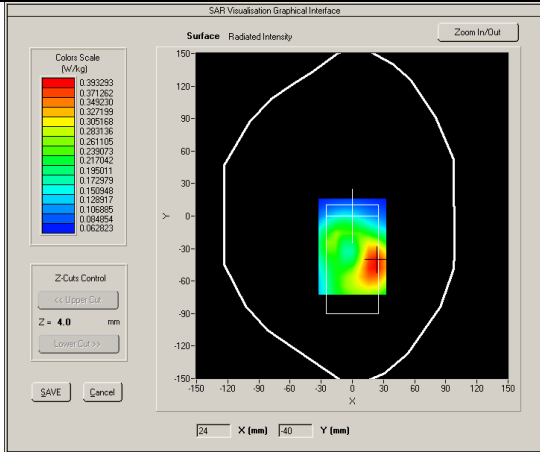 SAR Visualisation Graphical Interface
Surface Radiated Intensity
Zoom In/Out
Colors Scale
(W/kg)
0.393293
0.371262
0.349230
0.327199
0.305168
0.283136
0.261105
0.239073
0.217042
0.195011
0.172979
0.150948
0.128917
0.106885
0.084854
0.062823
Z-Cuts Control
<< Upper Cut
Z = 4.0 mm
Lower Cut >>
SAVE Cancel
150
120
90
60
30
0
-30
-60
-90
-120
-150
Y
-150 -120 -90 -60 -30 0 30 60 90 120 150
X
24 X (mm) -40 Y (mm)